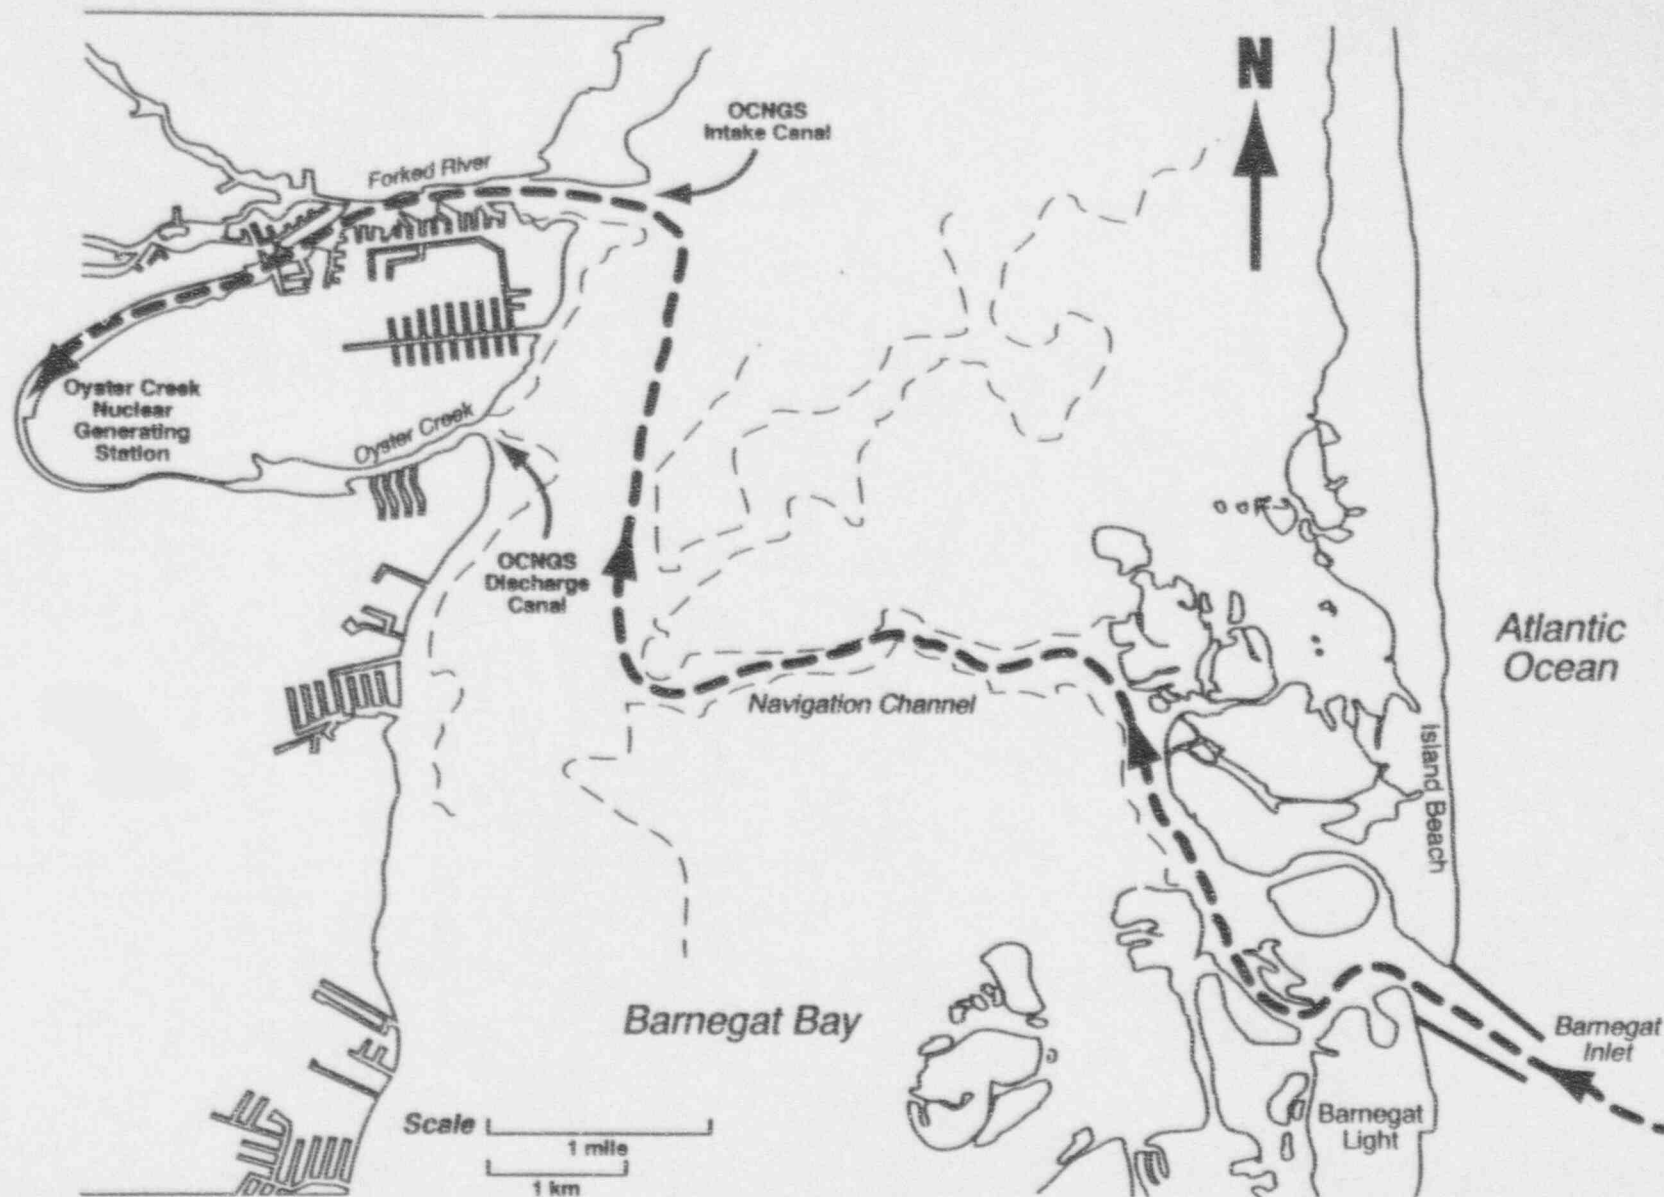 N
OCNGS
Intake Canal
Forked River
Oyster Creek
Nuclear
Generating
Station
Oyster Creek
OCNGS
Discharge
Canal
Atlantic
Ocean
Navigation Channel
Island Beach
Barnegat Bay
Barnegat
Inlet
Scale
1 mile
1 km
Barnegat
Light